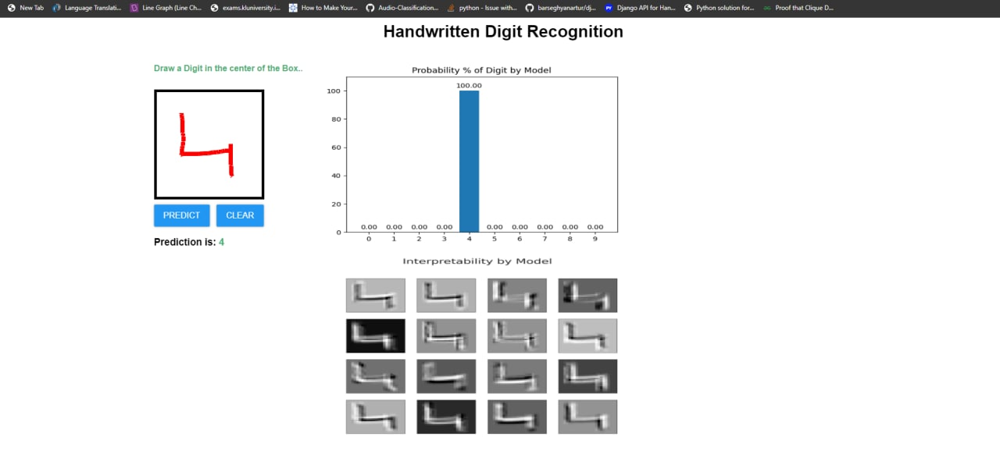 New Tab Language Translati... Line Graph (Line Ch... exams.kluniversity.i... How to Make Your... Audio-Classification... python - Issue with... barseghyanartur/dj... Django API for Han... Python solution for... Proof that Clique D...
Handwritten Digit Recognition
Draw a Digit in the center of the Box..
4
PREDICT CLEAR
Prediction is: 4
Probability % of Digit by Model
100.00
100
80
60
40
20
0
0.00 0.00 0.00 0.00 0.00 0.00 0.00 0.00 0.00
0 1 2 3 4 5 6 7 8 9
Interpretability by Model